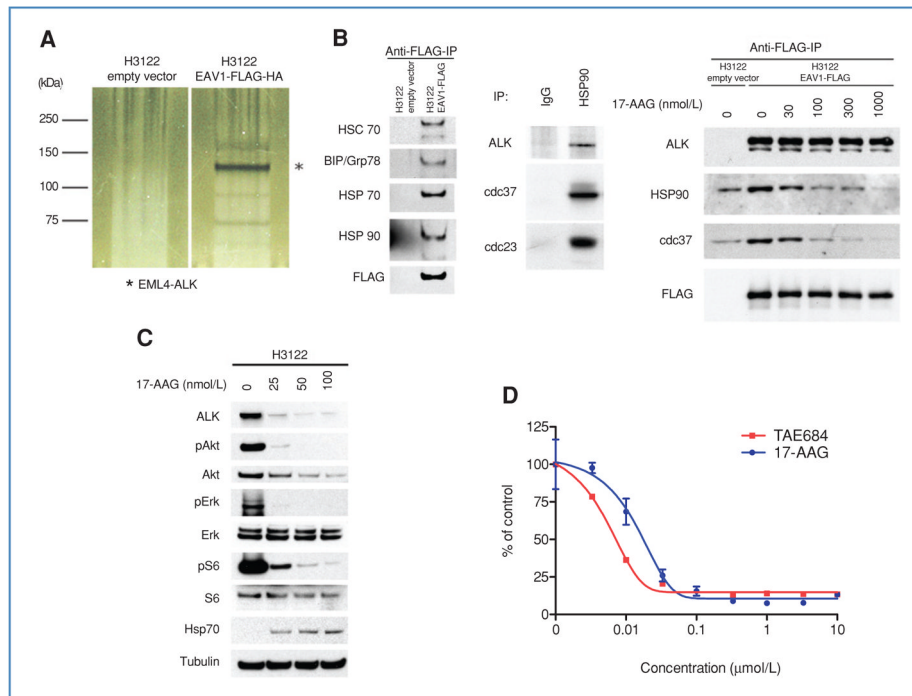 A
H3122
empty vector
H3122
EAV1-FLAG-HA
(kDa)
250
150
100
75
*
* EML4-ALK
B
Anti-FLAG-IP
H3122
empty vector
H3122
EAV1-FLAG
HSC 70
BIP/Grp78
HSP 70
HSP 90
FLAG
IP:
IgG
HSP90
ALK
cdc37
cdc23
Anti-FLAG-IP
H3122
empty vector
H3122
EAV1-FLAG
17-AAG (nmol/L)
0 0 30 100 300 1000
ALK
HSP90
cdc37
FLAG
C
H3122
17-AAG (nmol/L)
0 25 50 100
ALK
pAkt
Akt
pErk
Erk
pS6
S6
Hsp70
Tubulin
D
125
100
75
50
25
0
% of control
TAE684
17-AAG
0 0.01 0.1 1 10
Concentration (μmol/L)